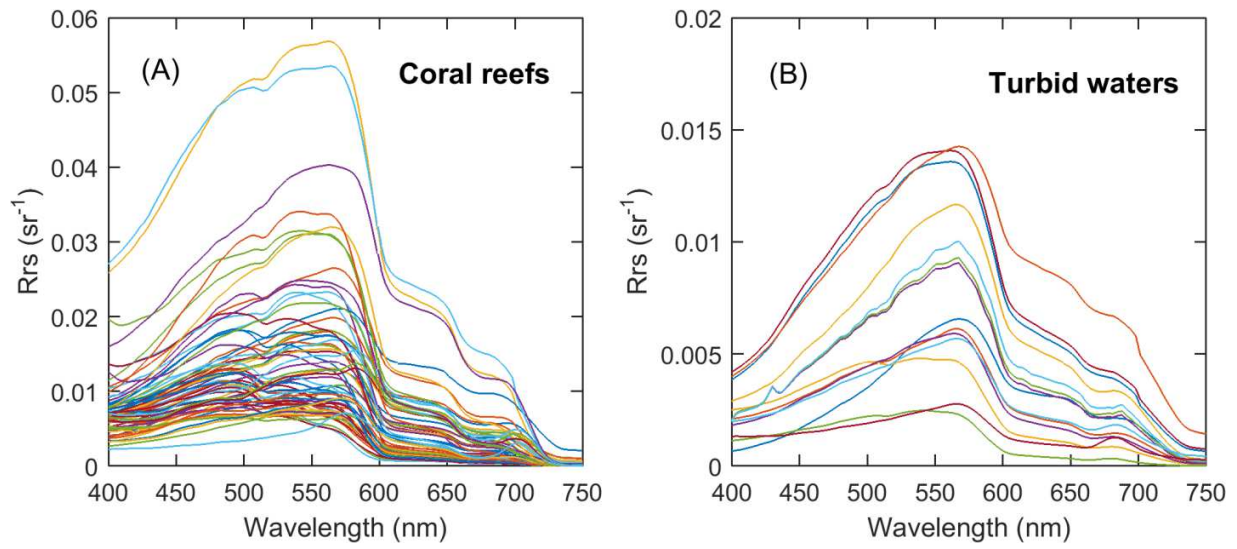 (A)
Coral reefs
0.06
0.05
0.04
0.03
0.02
0.01
0
Rrs (sr-1)
400 450 500 550 600 650 700 750
Wavelength (nm)
(B)
Turbid waters
0.02
0.015
0.01
0.005
0
Rrs (sr-1)
400 450 500 550 600 650 700 750
Wavelength (nm)